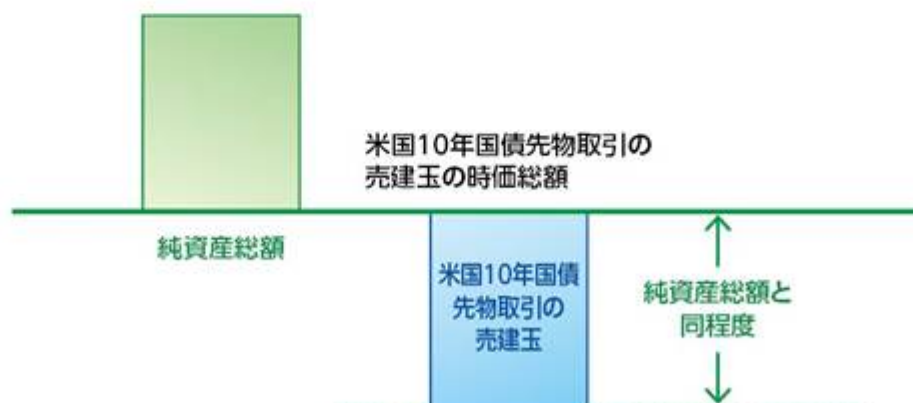 米国10年国債先物取引の
売建玉の時価総額
純資産総額
米国10年国債
先物取引の
売建玉
純資産総額と
同程度